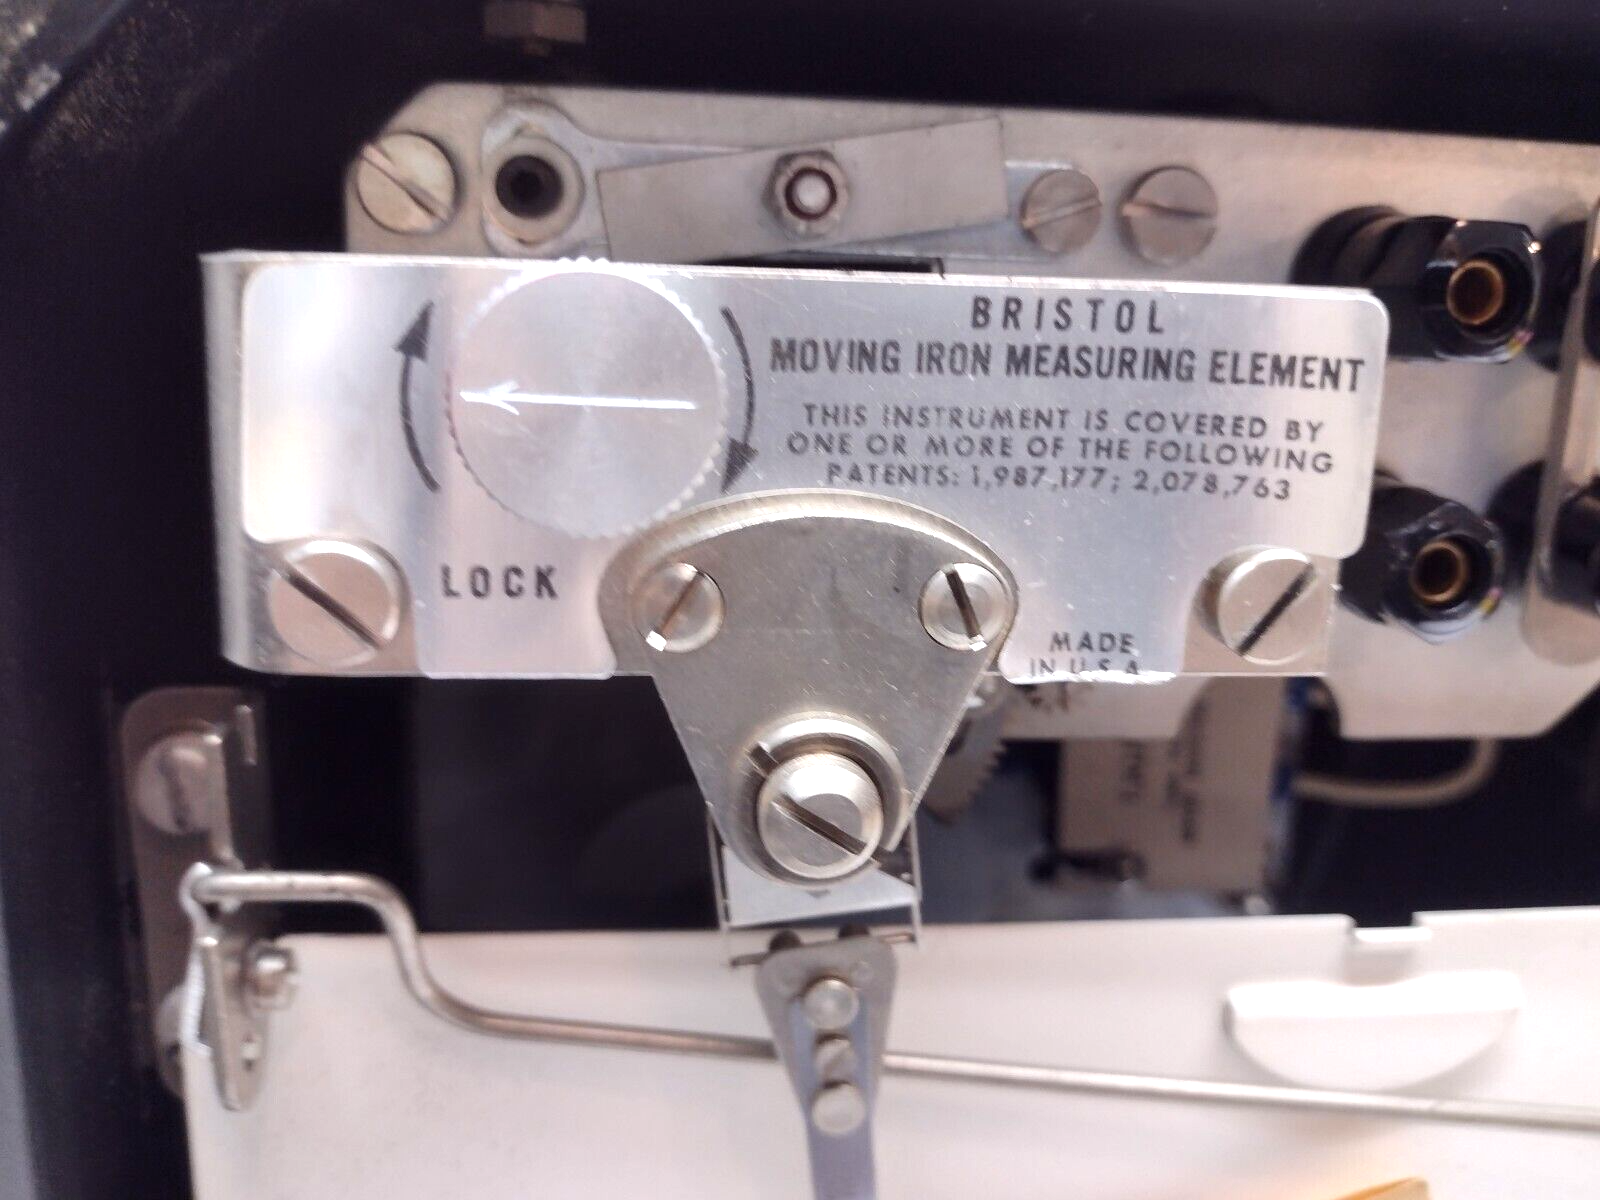 BRISTOL
MOVING IRON MEASURING ELEMENT
THIS INSTRUMENT IS COVERED BY
ONE OR MORE OF THE FOLLOWING
PATENTS: 1,987,177; 2,078,763
LOCK
MADE
IN U.S.A.